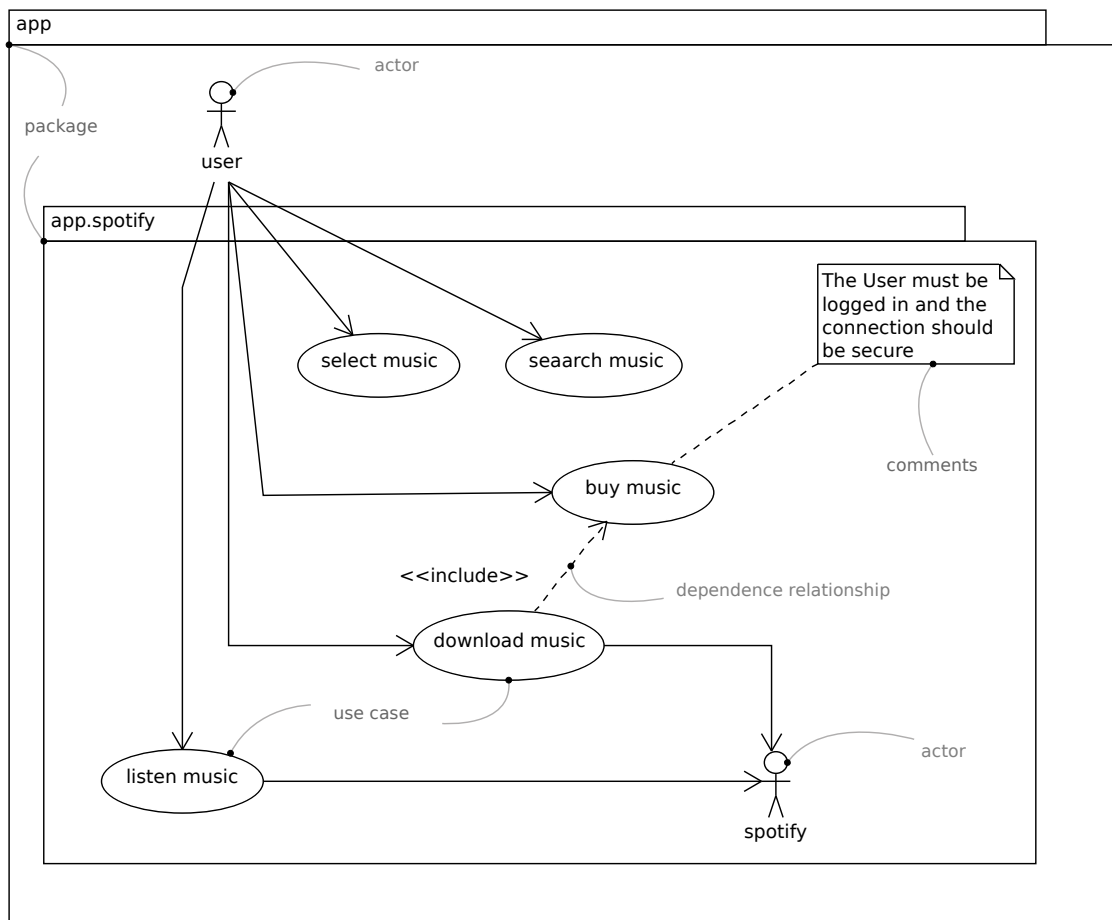 app
actor
package
user
app.spotify
The User must be
logged in and the
connection should
be secure
select music
seaarch music
comments
buy music
<<include>>
dependence relationship
download music
use case
actor
listen music
spotify